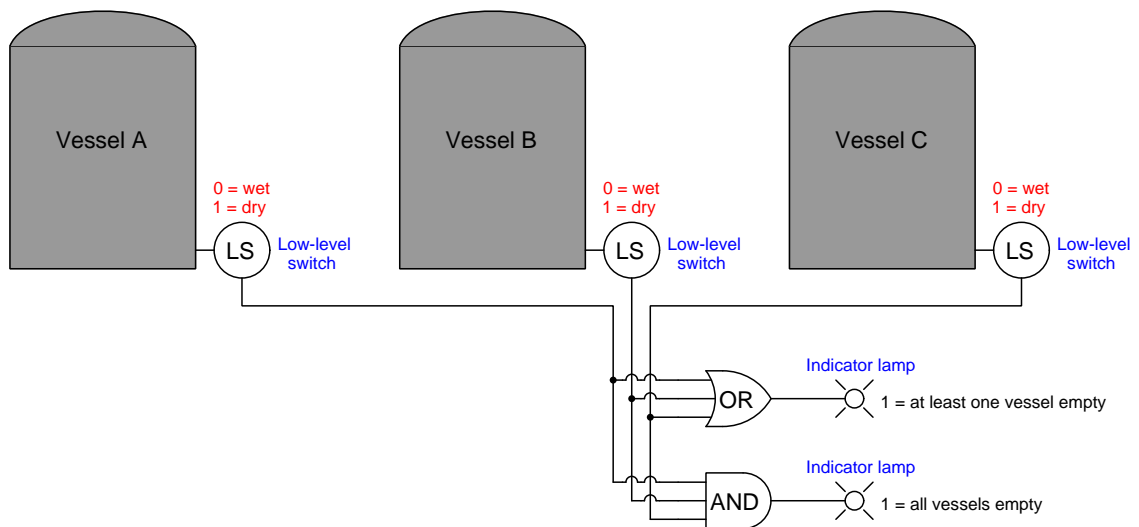 Vessel A
Vessel B
Vessel C
0 = wet
1 = dry
0 = wet
1 = dry
0 = wet
1 = dry
LS
Low-level
switch
LS
Low-level
switch
LS
Low-level
switch
Indicator lamp
OR
1 = at least one vessel empty
Indicator lamp
AND
1 = all vessels empty